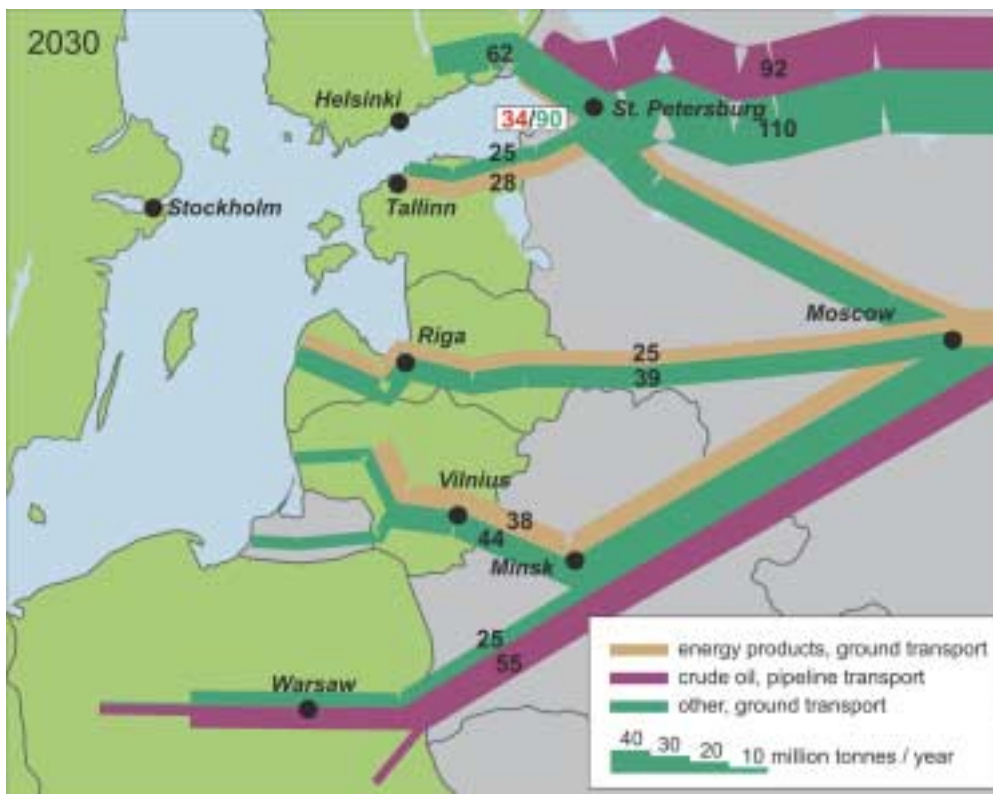 2030
62
92
Helsinki
34/90
St. Petersburg
110
25
28
Tallinn
Stockholm
Moscow
Riga
25
39
Vilnius
38
44
Minsk
25
55
Warsaw
energy products, ground transport
crude oil, pipeline transport
other, ground transport
40 30 20 10 million tonnes / year